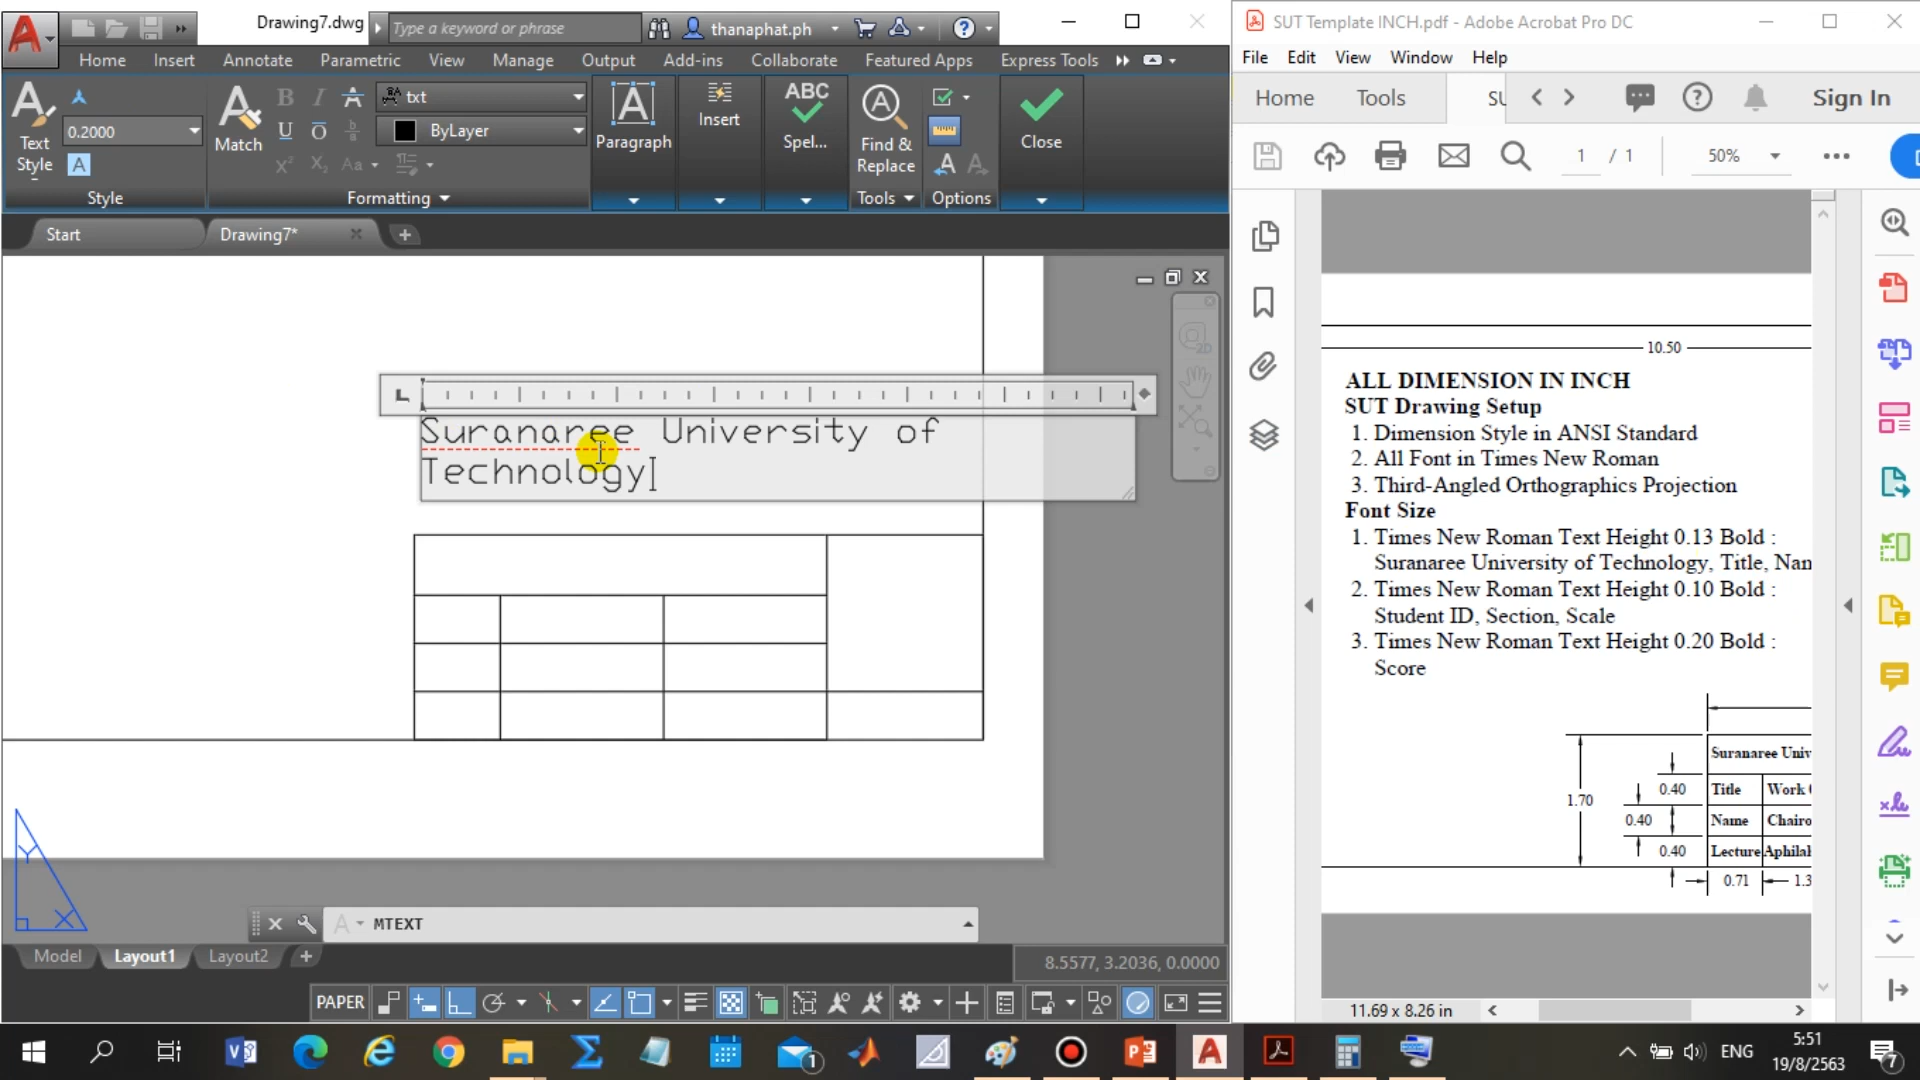 Drawing7.dwg
Type a keyword or phrase
thanaphat.ph
Home Insert Annotate Parametric View Manage Output Add-ins Collaborate Featured Apps Express Tools
Text Style
0.2000
Style
Match
txt
ByLayer
Formatting
Paragraph
Insert
ABC
Spel...
Find & Replace
Tools
Options
Close
Start
Drawing7*
Suranaree University of
Technology
2D
Y
X
MTEXT
Model Layout1 Layout2
8.5577, 3.2036, 0.0000
PAPER
SUT Template INCH.pdf - Adobe Acrobat Pro DC
File Edit View Window Help
Home Tools SU Sign In
1 / 1
50%
10.50
ALL DIMENSION IN INCH
SUT Drawing Setup
1. Dimension Style in ANSI Standard
2. All Font in Times New Roman
3. Third-Angled Orthographics Projection
Font Size
1. Times New Roman Text Height 0.13 Bold :
Suranaree University of Technology, Title, Nam
2. Times New Roman Text Height 0.10 Bold :
Student ID, Section, Scale
3. Times New Roman Text Height 0.20 Bold :
Score
Suranaree Univ
0.40 Title Work
1.70
0.40 Name Chairo
0.40 Lecture Aphilal
0.71 1.3
11.69 x 8.26 in
ENG
5:51
19/8/2563
7
1